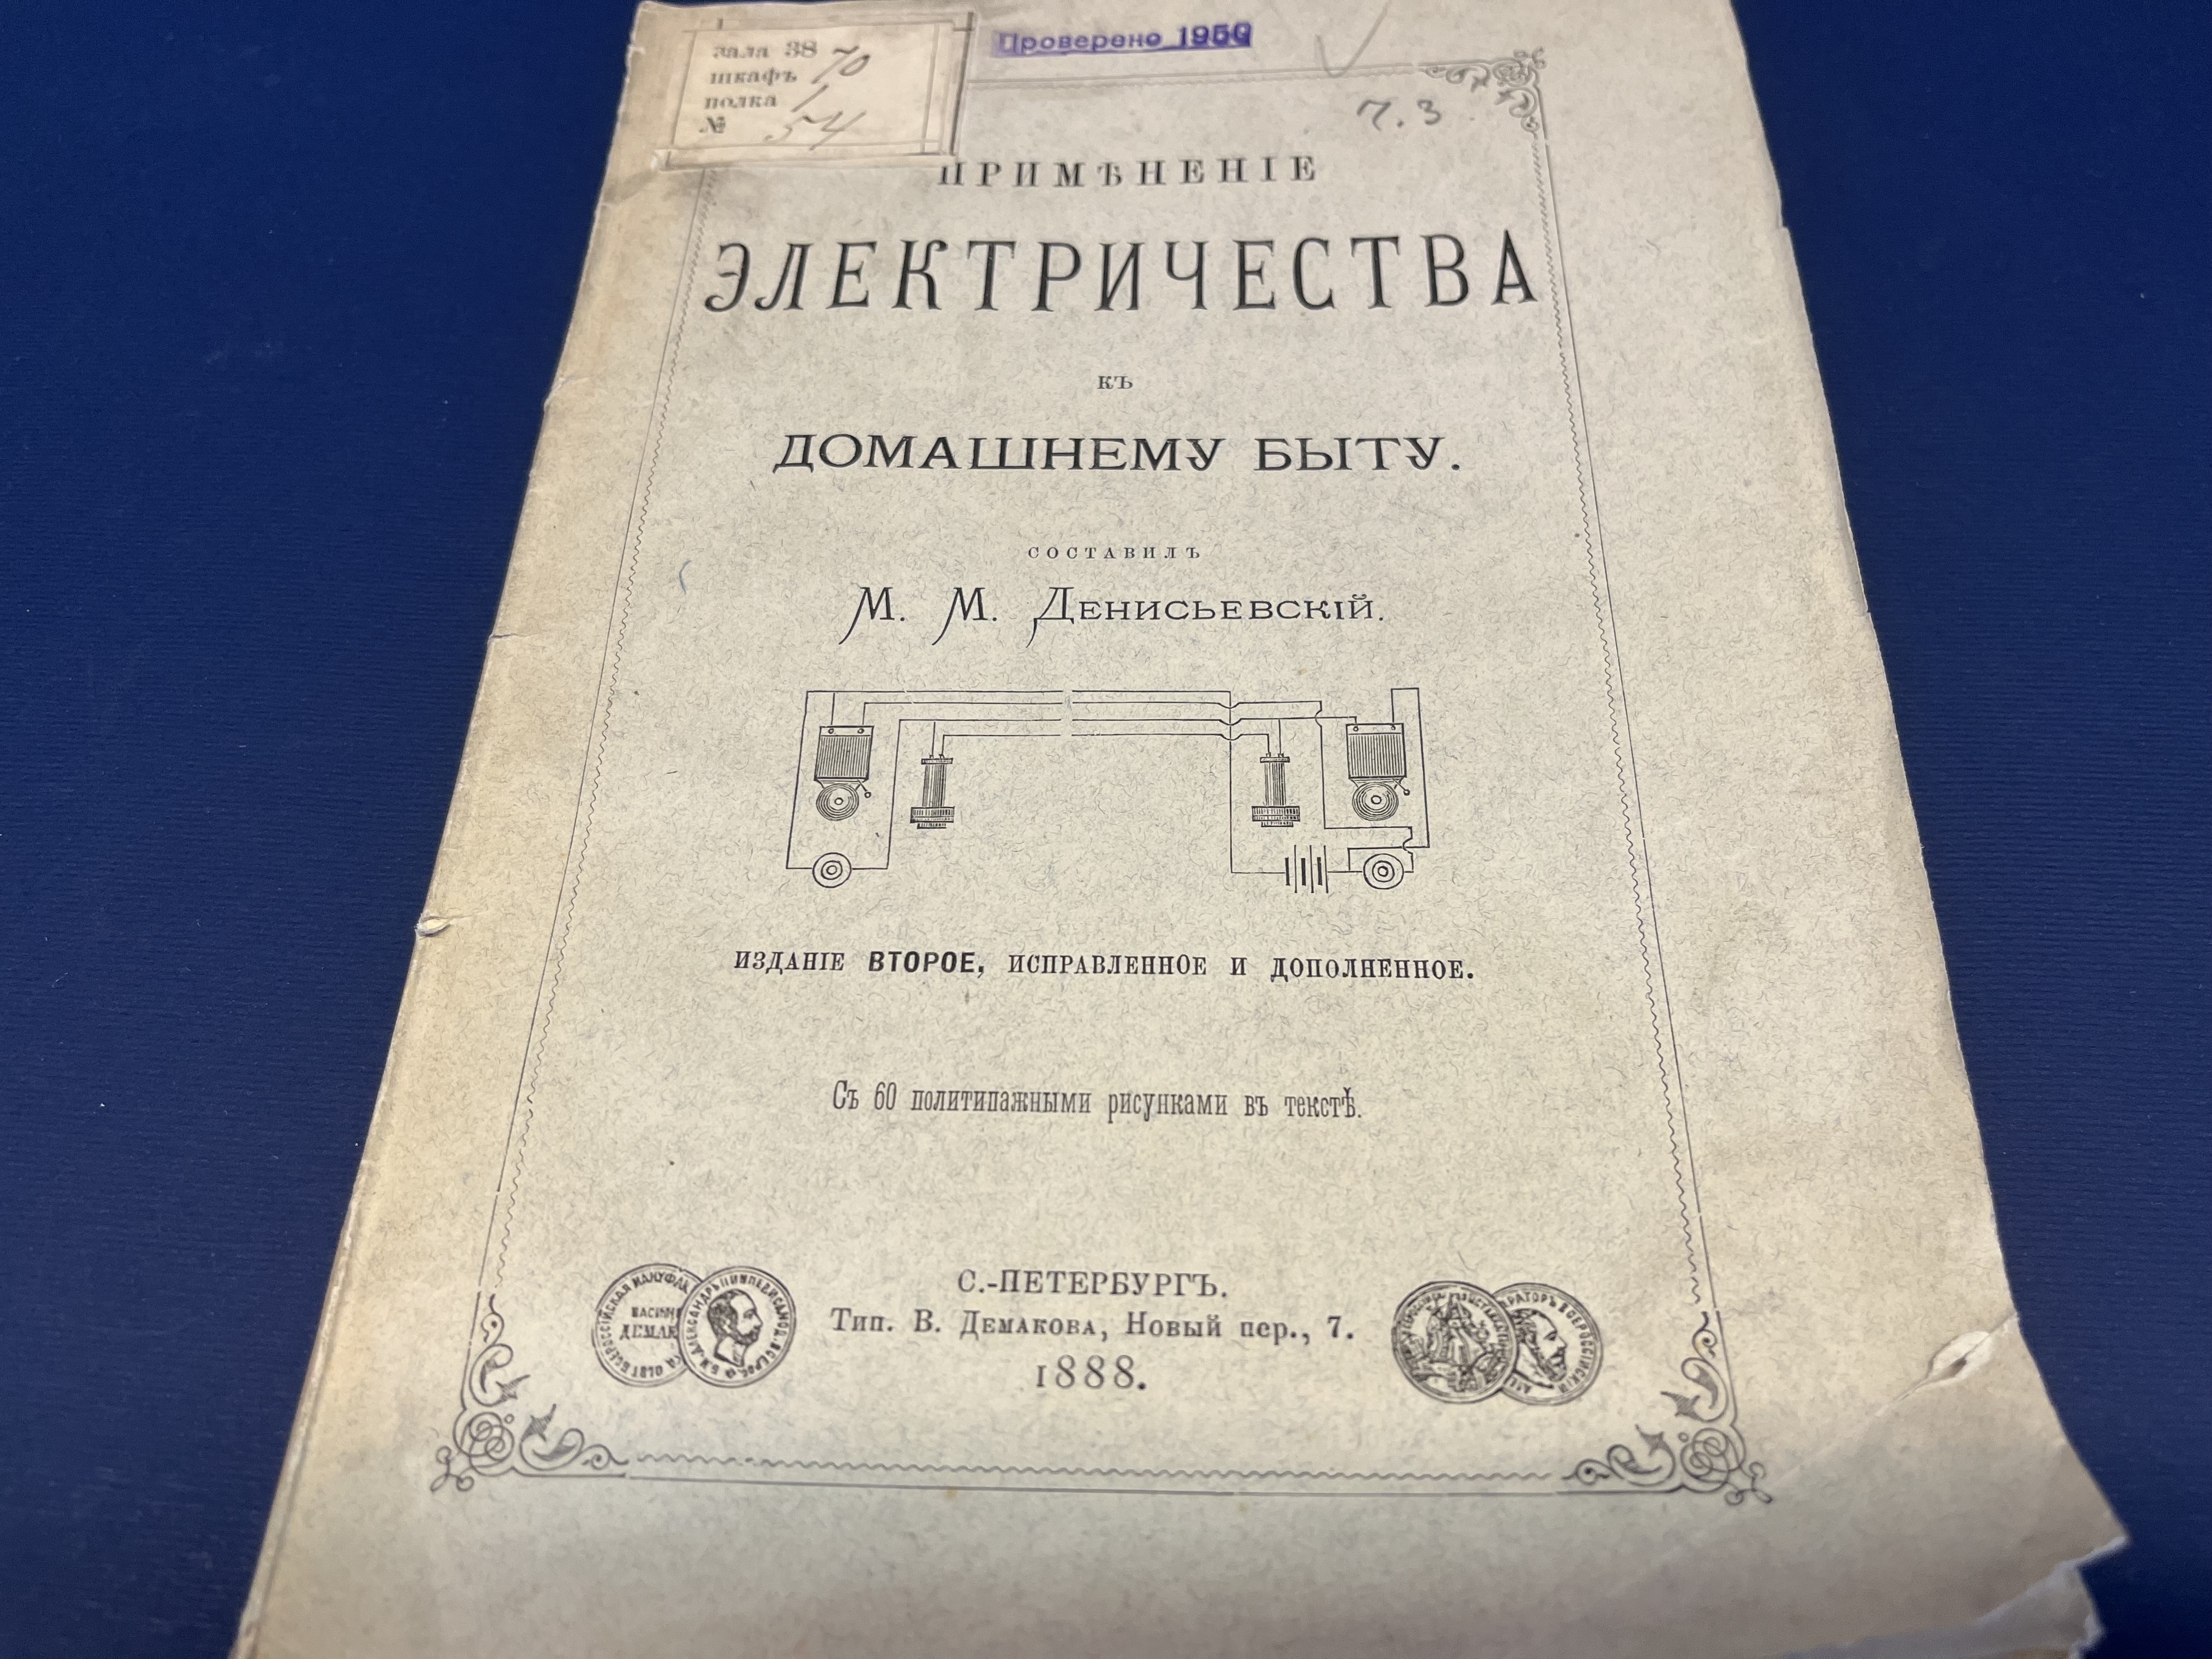 зала 38
шкафъ 70
полка 1
№ 54
Проверено 1950
7.3
ПРИМѢНЕНІЕ
ЭЛЕКТРИЧЕСТВА
КЪ
ДОМАШНЕМУ БЫТУ.
СОСТАВИЛЪ
М. М. ДЕНИСЬЕВСКІЙ.
ИЗДАНІЕ ВТОРОЕ, ИСПРАВЛЕННОЕ И ДОПОЛНЕННОЕ.
Съ 60 политипажными рисунками въ текстѣ.
С.-ПЕТЕРБУРГЪ.
Тип. В. ДЕМАКОВА, Новый пер., 7.
1888.